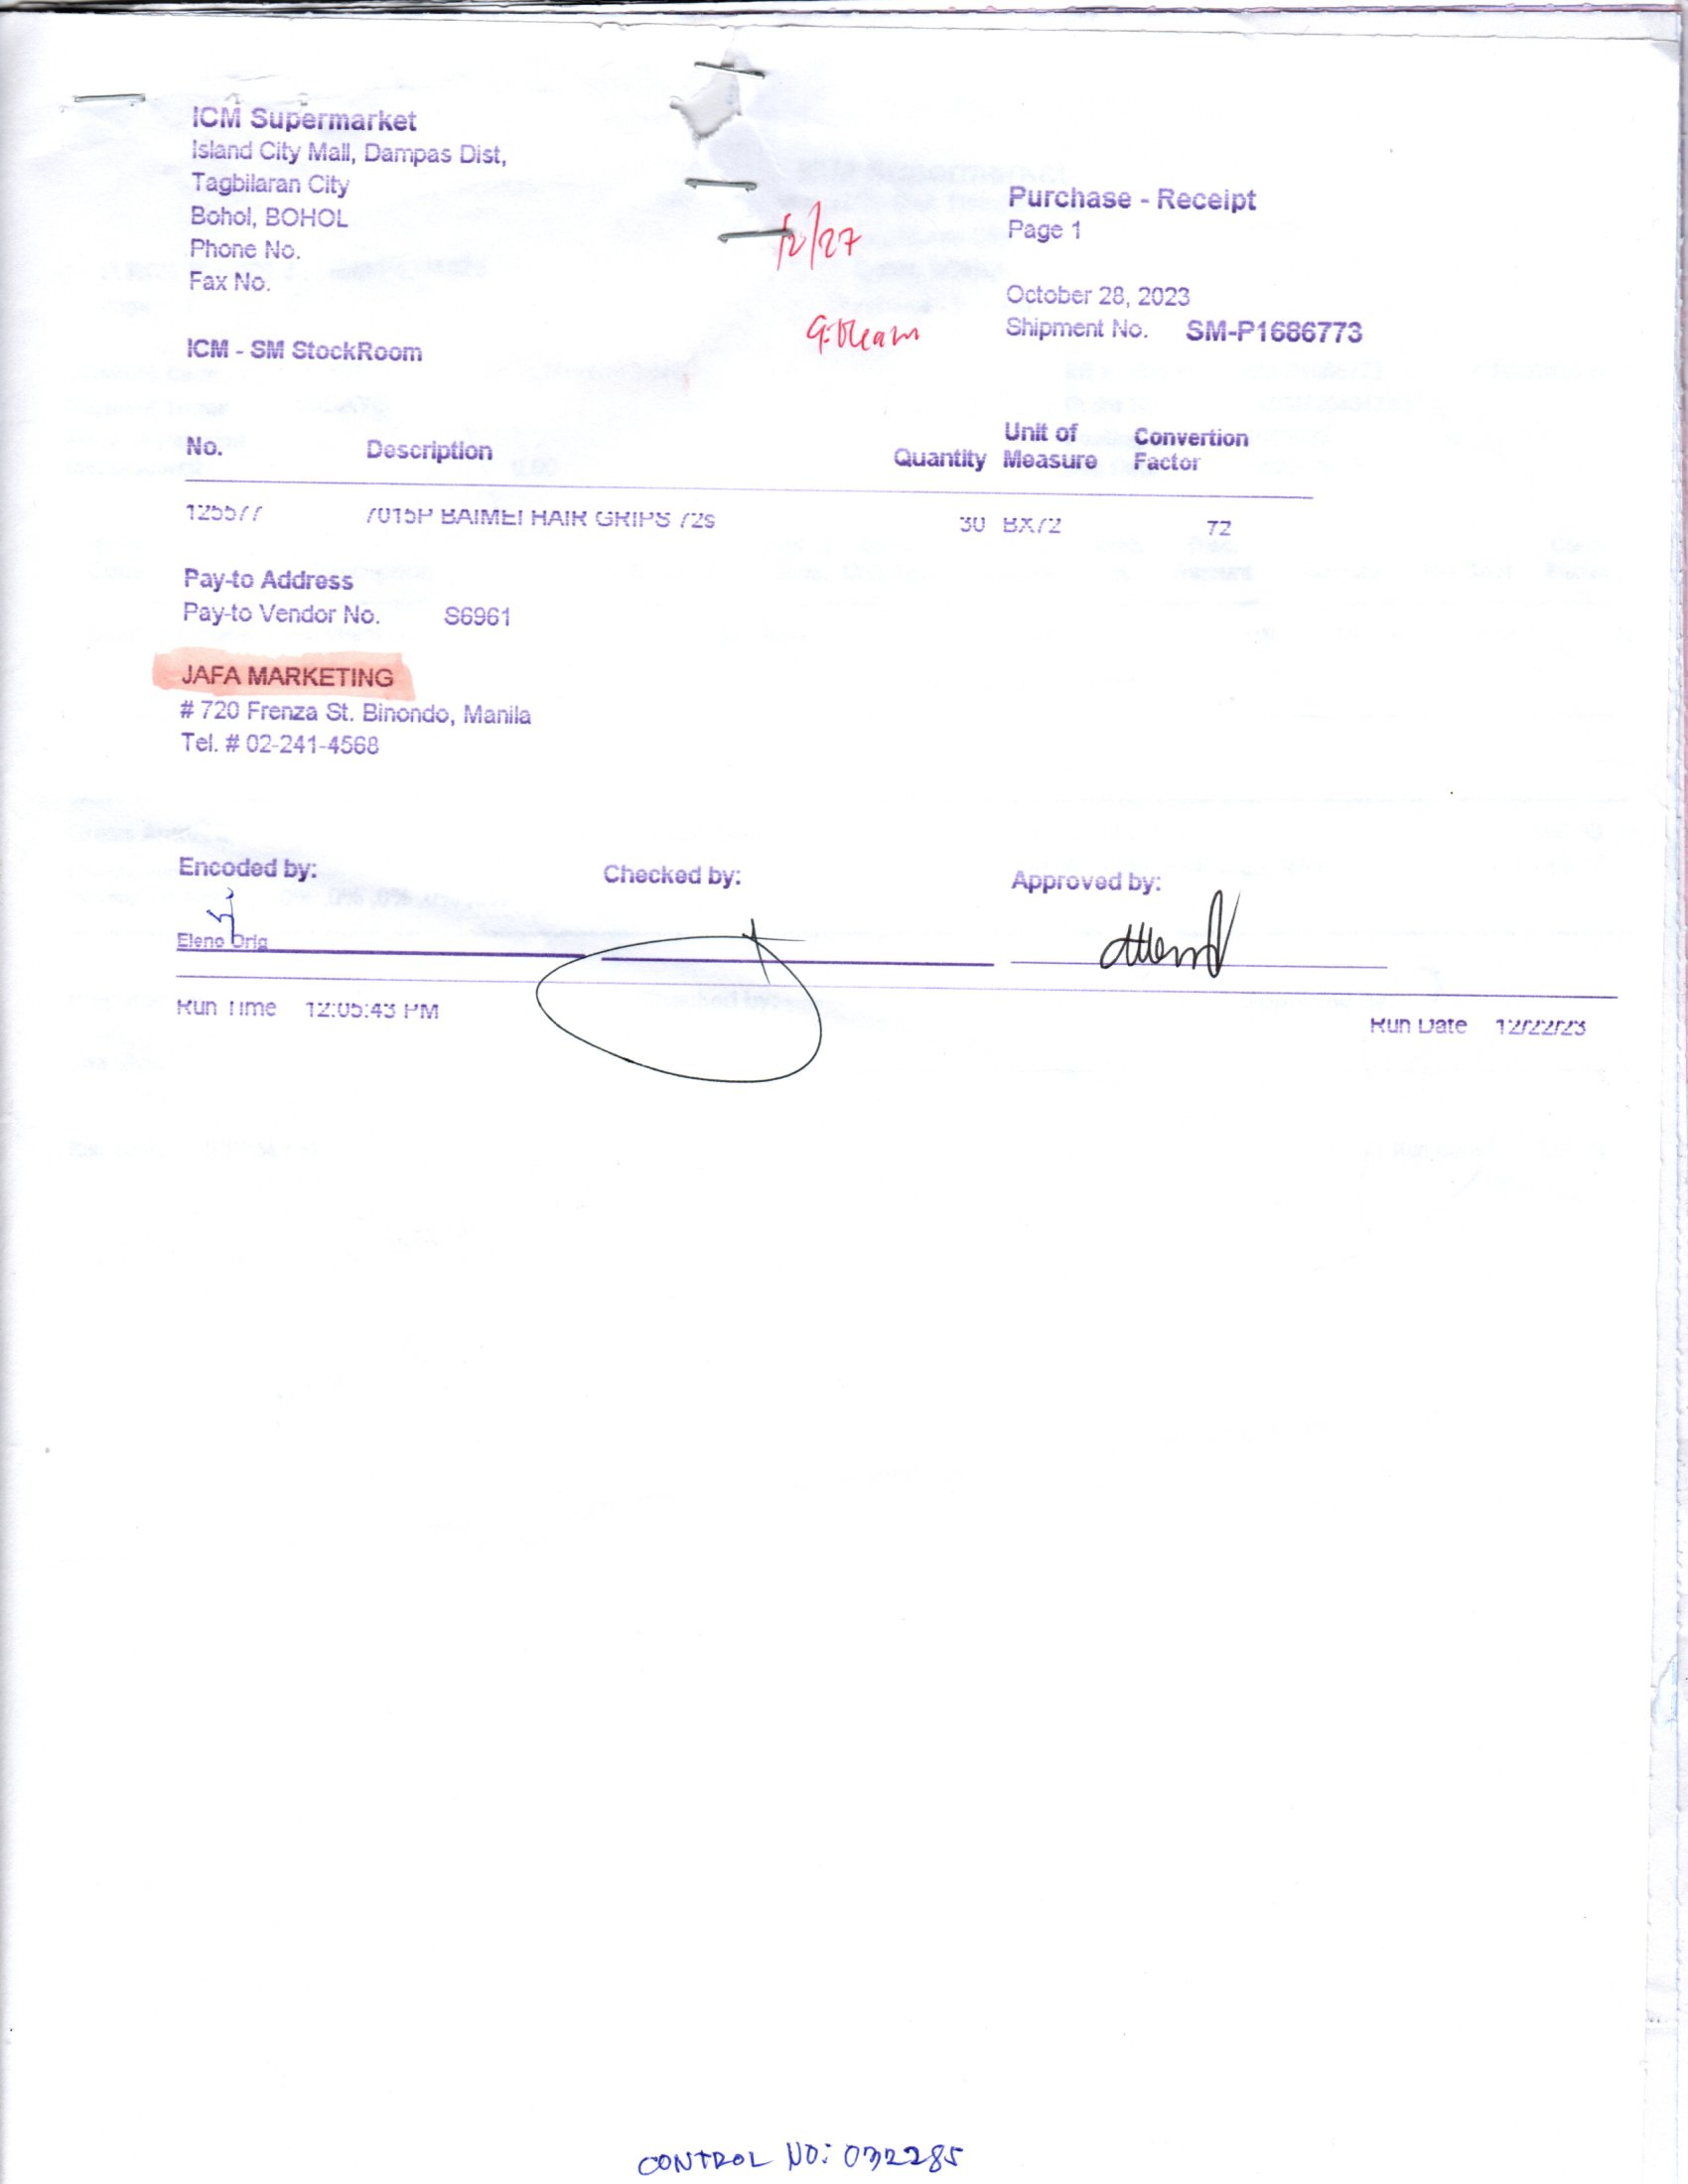 ICM Supermarket
Island City Mall, Dampas Dist,
Tagbilaran City
Bohol, BOHOL
Phone No.
Fax No.
12/27
Purchase - Receipt
Page 1
October 28, 2023
Shipment No. SM-P1686773
ICM - SM StockRoom
No. Description Quantity Unit of Measure Convertion Factor
125577 7015P BAIMEI HAIR GRIPS 72s 30 BX72 72
Pay-to Address
Pay-to Vendor No. S6961
JAFA MARKETING
# 720 Frenza St. Binondo, Manila
Tel. # 02-241-4568
Encoded by: Checked by: Approved by:
Eleno Orig
Run Time 12:05:43 PM Run Date 12/22/23
CONTROL NO: 032285